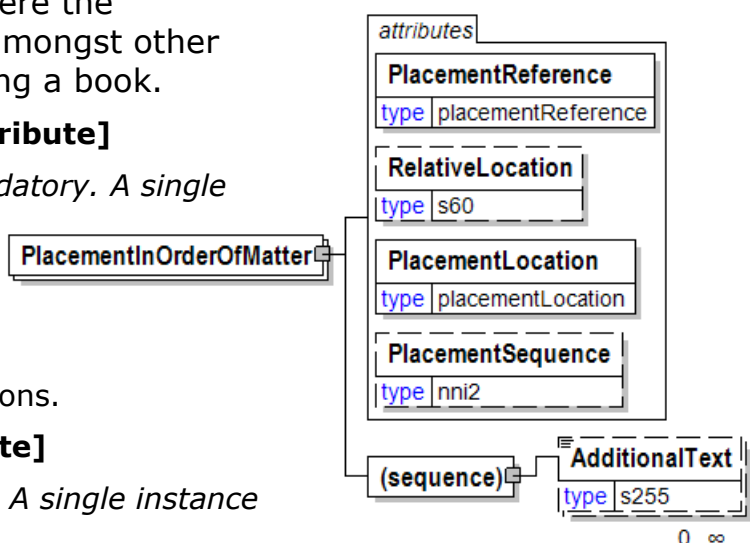 ere the
mongst other
ng a book.
ribute]
datory. A single
ons.
te]
A single instance
PlacementInOrderOfMatter
attributes
PlacementReference
type placementReference
RelativeLocation
type s60
PlacementLocation
type placementLocation
PlacementSequence
type nni2
(sequence)
AdditionalText
type s255
0 ∞